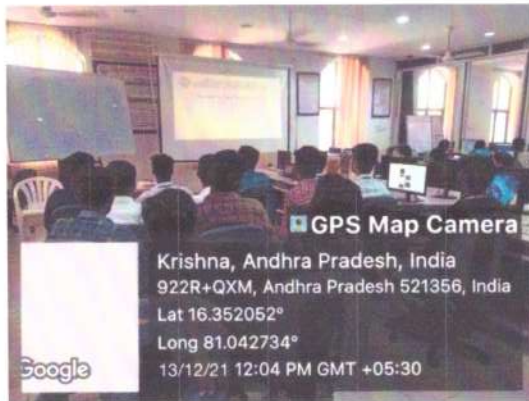 GPS Map Camera
Krishna, Andhra Pradesh, India
922R+QXM, Andhra Pradesh 521356, India
Lat 16.352052°
Long 81.042734°
13/12/21 12:04 PM GMT +05:30
Google